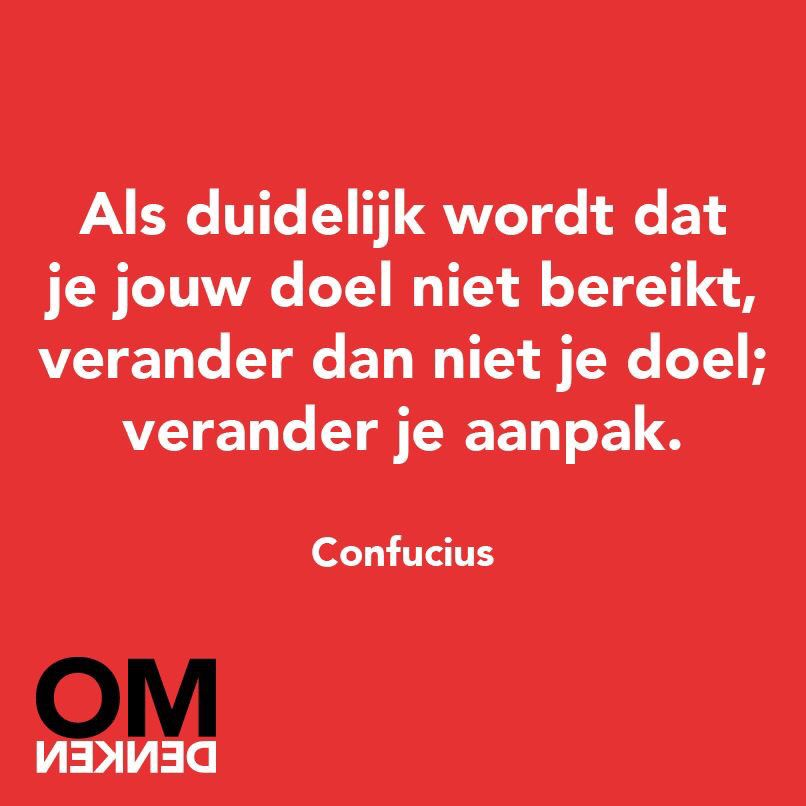 Als duidelijk wordt dat
je jouw doel niet bereikt,
verander dan niet je doel;
verander je aanpak.
Confucius
OM
DENKEN